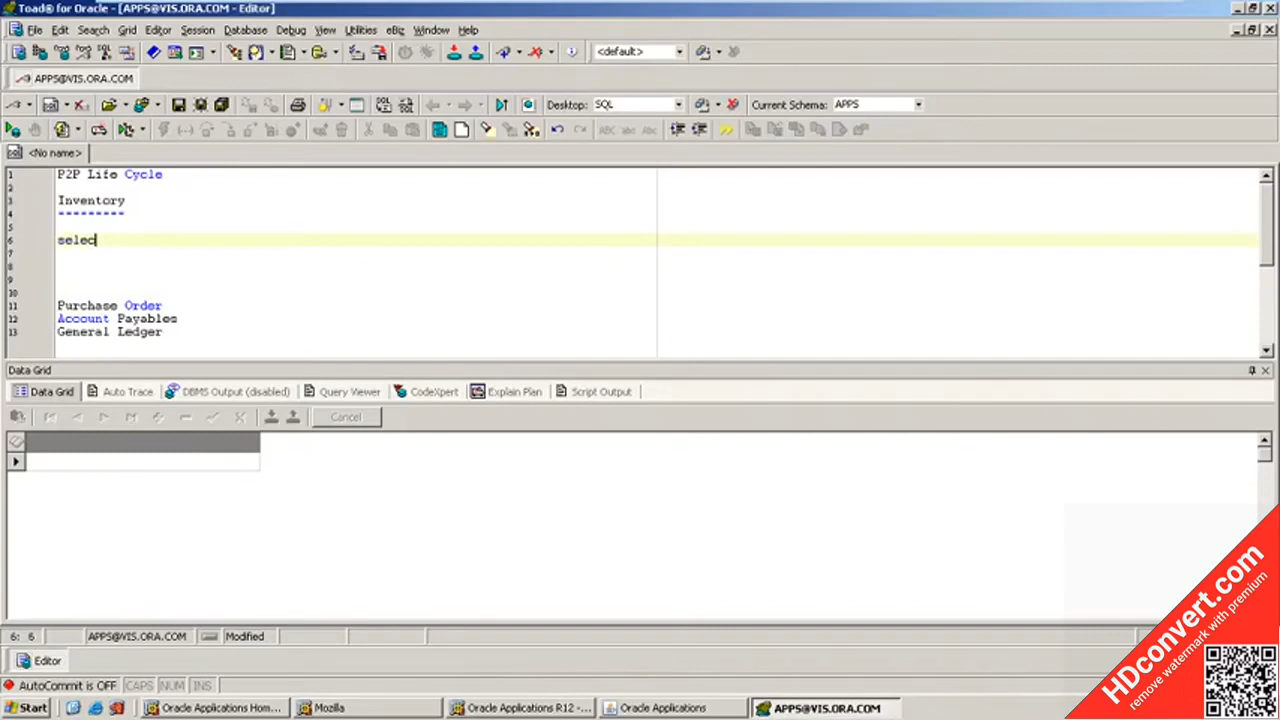 Toad® for Oracle - [APPS@VIS.ORA.COM - Editor]
File Edit Search Grid Editor Session Database Debug View Utilities eBiz Window Help
<default>
APPS@VIS.ORA.COM
Desktop: SQL Current Schema: APPS
<No name>
1 P2P Life Cycle
2
3 Inventory
4 ---------
5
6 selec
7
8
9
10
11 Purchase Order
12 Account Payables
13 General Ledger
Data Grid
Data Grid Auto Trace DBMS Output (disabled) Query Viewer CodeXpert Explain Plan Script Output
Cancel
6: 6 APPS@VIS.ORA.COM Modified
Editor
AutoCommit is OFF CAPS NUM INS
Start Oracle Applications Hom... Mozilla Oracle Applications R12 -... Oracle Applications APPS@VIS.ORA.COM
HDconvert.com
remove watermark with premium